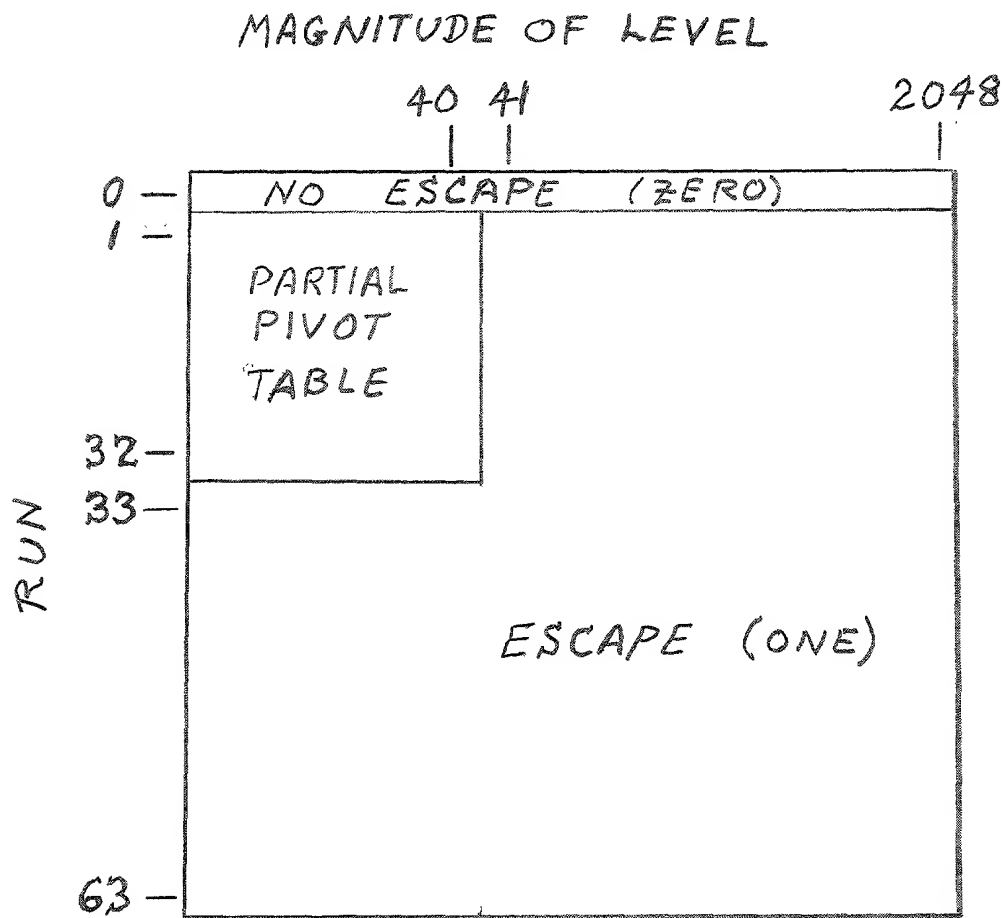 MAGNITUDE OF LEVEL
40 41 2048
0 NO ESCAPE (ZERO)
1
PARTIAL
PIVOT
TABLE
32
33
RUN
ESCAPE (ONE)
63